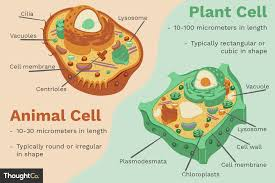 Cilia
Lysosome
Vacuoles
Cell membrane
Centrioles
Animal Cell
- 10-30 micrometers in length
- Typically round or irregular
in shape
Plant Cell
- 10-100 micrometers in length
- Typically rectangular or
cubic in shape
Vacuoles
Plasmodesmata
Lysosome
Cell wall
Cell membrane
Chloroplasts
ThoughtCo.